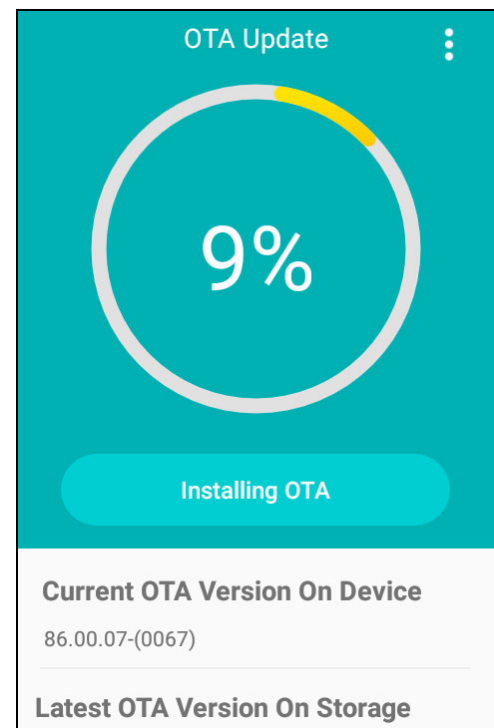 OTA Update
9%
Installing OTA
Current OTA Version On Device
86.00.07-(0067)
Latest OTA Version On Storage